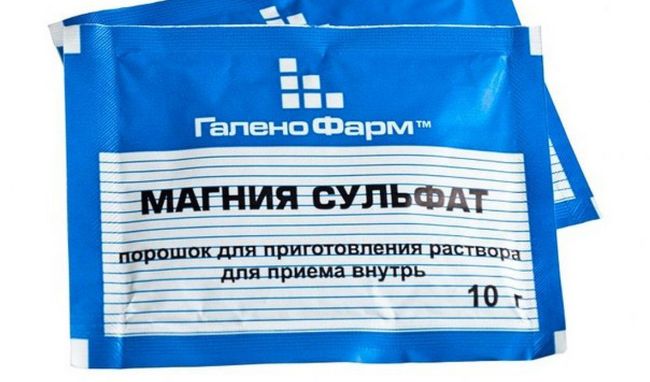 ГаленоФарм™
МАГНИЯ СУЛЬФАТ
порошок для приготовления раствора
для приема внутрь
10 г